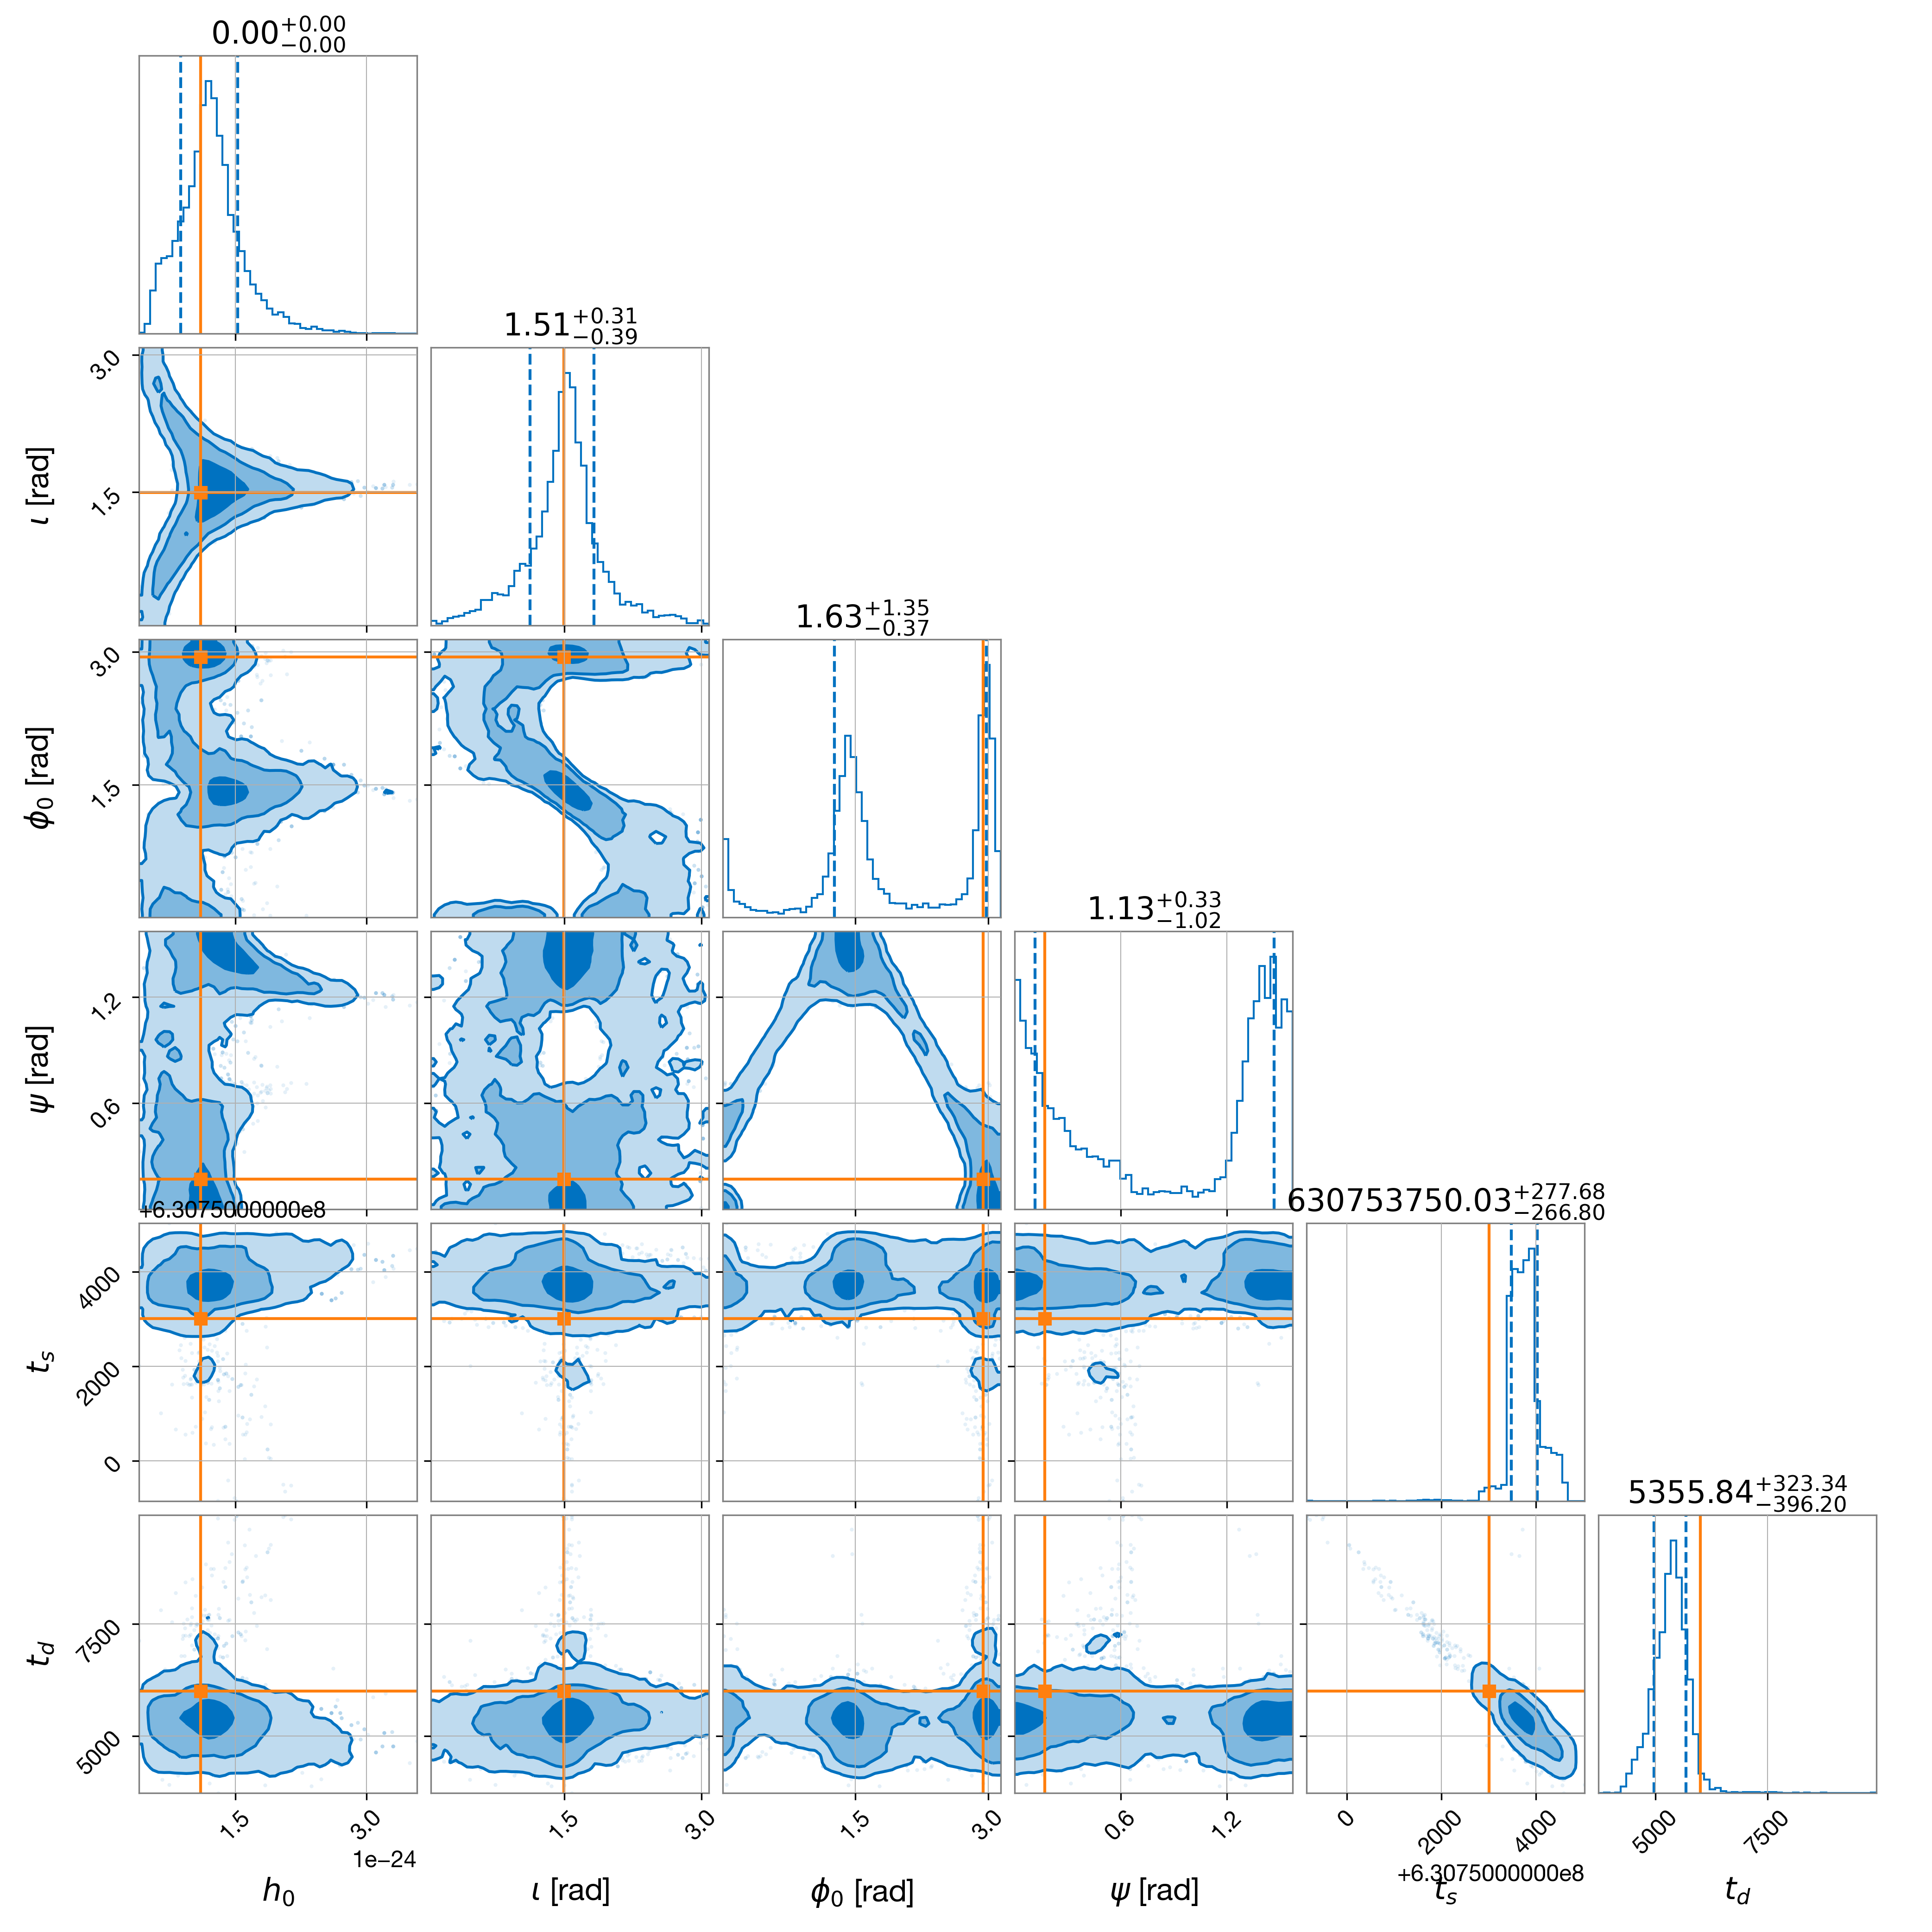 0.00+0.00−0.00
1.51+0.31−0.39
3.0
1.5
ι [rad]
1.63+1.35−0.37
3.0
1.5
ϕ0 [rad]
1.13+0.33−1.02
1.2
0.6
ψ [rad]
630753750.03+277.68−266.80
+6.3075000000e8
4000
2000
0
ts
5355.84+323.34−396.20
7500
5000
td
1.5 3.0 1.5 3.0 1.5 3.0 0.6 1.2 0 2000 4000 5000 7500
1e−24
+6.3075000000e8
h0 ι [rad] ϕ0 [rad] ψ [rad] ts td